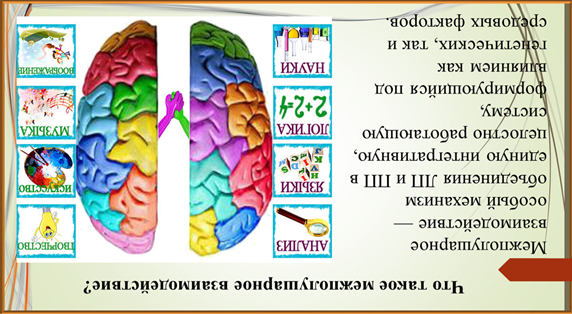 Что такое межполушарное взаимодействие?
Межполушарное
взаимодействие —
особый механизм
объединения ЛП и ПП в
единую интегративную,
целостно работающую
систему,
формирующийся под
влиянием как
генетических, так и
средовых факторов.
АНАЛИЗ
ЯЗЫКИ
ЛОГИКА
2+2=4
НАУКИ
ТВОРЧЕСТВО
ИСКУССТВО
МУЗЫКА
ВООБРАЖЕНИЕ